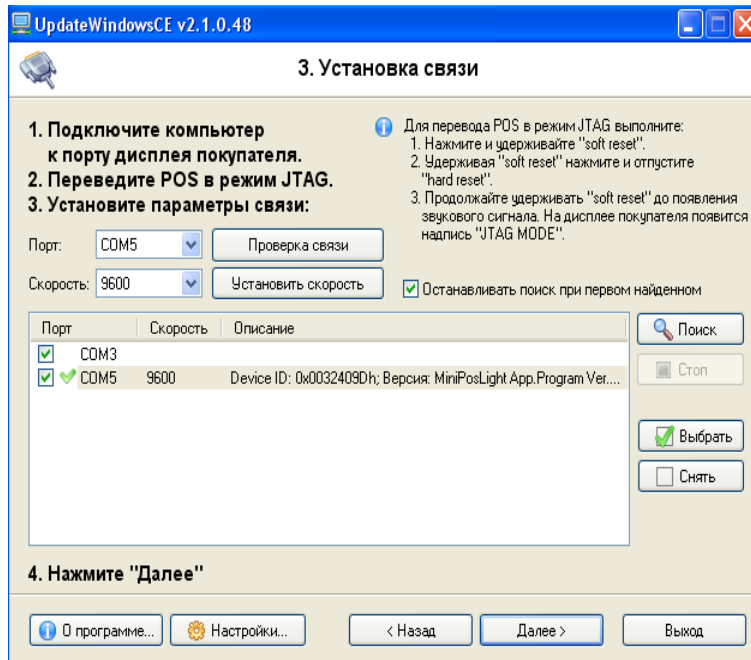 UpdateWindowsCE v2.1.0.48
3. Установка связи
1. Подключите компьютер
к порту дисплея покупателя.
2. Переведите POS в режим JTAG.
3. Установите параметры связи:
Для перевода POS в режим JTAG выполните:
1. Нажмите и удерживайте "soft reset".
2. Удерживая "soft reset" нажмите и отпустите
"hard reset".
3. Продолжайте удерживать "soft reset" до появления
звукового сигнала. На дисплее покупателя появится
надпись "JTAG MODE".
Порт: COM5 Проверка связи
Скорость: 9600 Установить скорость
Останавливать поиск при первом найденном
Порт Скорость Описание
COM3
COM5 9600 Device ID: 0x0032409Dh; Версия: MiniPosLight App.Program Ver....
Поиск
Стоп
Выбрать
Снять
4. Нажмите "Далее"
О программе... Настройки... < Назад Далее > Выход